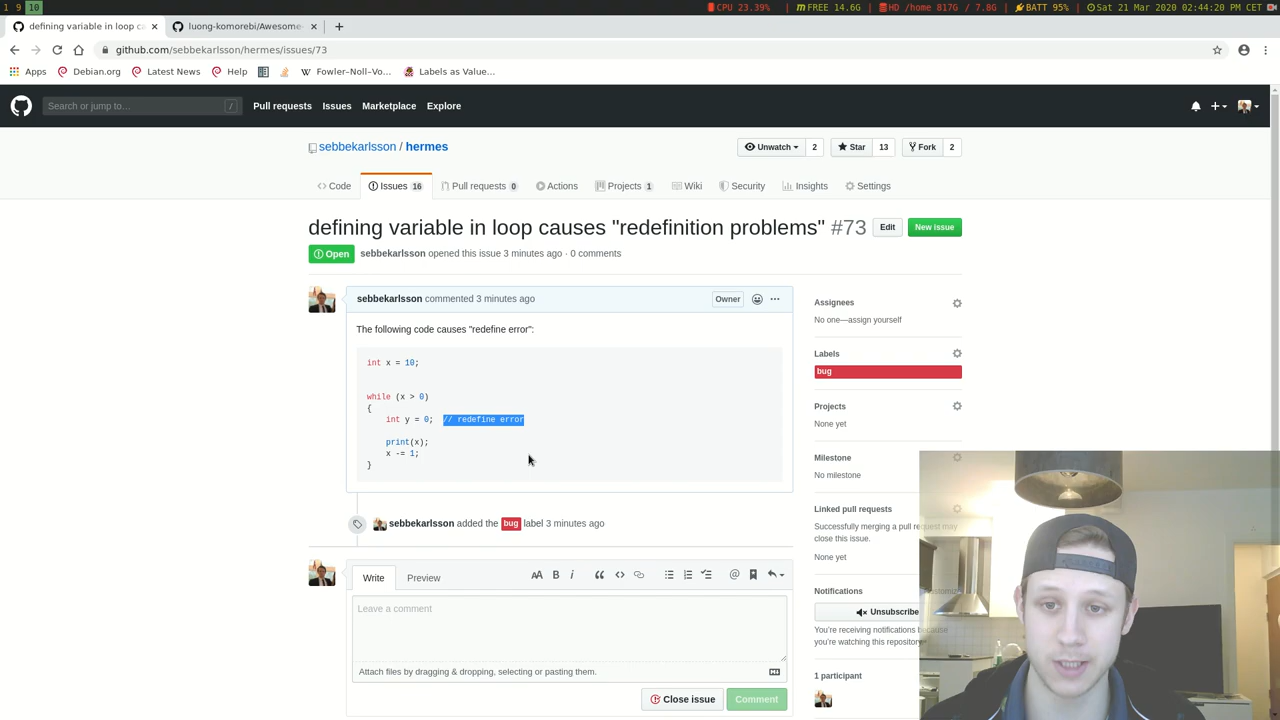 1 9 10
CPU 23.39% | FREE 14.6G | HD /home 817G / 7.8G | BATT 95% | Sat 21 Mar 2020 02:44:20 PM CET
defining variable in loop ca × luong-komorebi/Awesome- × +
github.com/sebbekarlsson/hermes/issues/73
Apps Debian.org Latest News Help Fowler–Noll–Vo… Labels as Value…
Search or jump to… / Pull requests Issues Marketplace Explore
sebbekarlsson / hermes Unwatch 2 Star 13 Fork 2
Code Issues 16 Pull requests 0 Actions Projects 1 Wiki Security Insights Settings
defining variable in loop causes "redefinition problems" #73 Edit New issue
Open sebbekarlsson opened this issue 3 minutes ago · 0 comments
sebbekarlsson commented 3 minutes ago Owner
The following code causes "redefine error":
int x = 10;
while (x > 0)
{
int y = 0; // redefine error
print(x);
x -= 1;
}
sebbekarlsson added the bug label 3 minutes ago
Write Preview
Leave a comment
Attach files by dragging & dropping, selecting or pasting them.
Close issue Comment
Assignees
No one—assign yourself
Labels
bug
Projects
None yet
Milestone
No milestone
Linked pull requests
Successfully merging a pull request may
close this issue.
None yet
Notifications
Unsubscribe
You're receiving notifications because
you're watching this repository.
1 participant